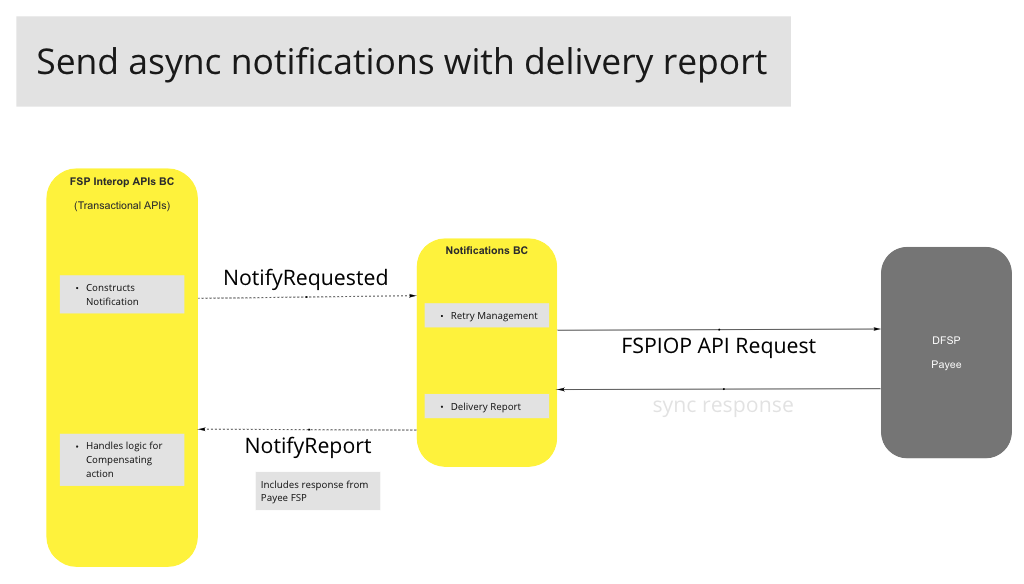 Send async notifications with delivery report
FSP Interop APIs BC
(Transactional APIs)
• Constructs
Notification
• Handles logic for
Compensating
action
NotifyRequested
NotifyReport
Includes response from
Payee FSP
Notifications BC
• Retry Management
• Delivery Report
FSPIOP API Request
sync response
DFSP
Payee